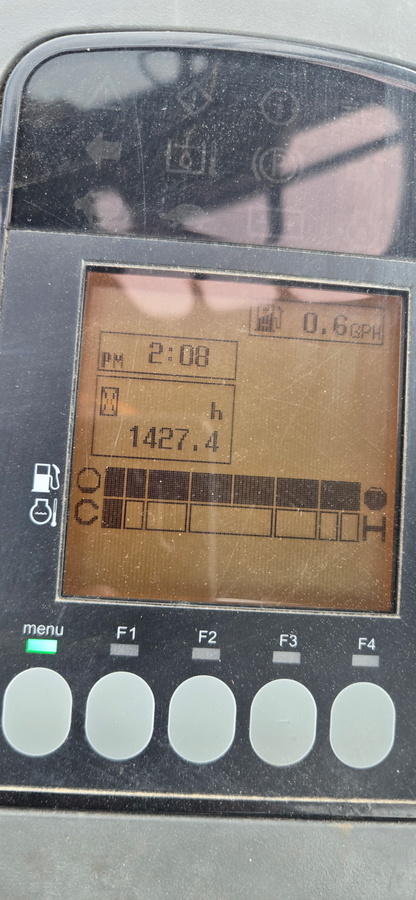 0.6GPH
PM 2:08
h
1427.4
C H
menu F1 F2 F3 F4